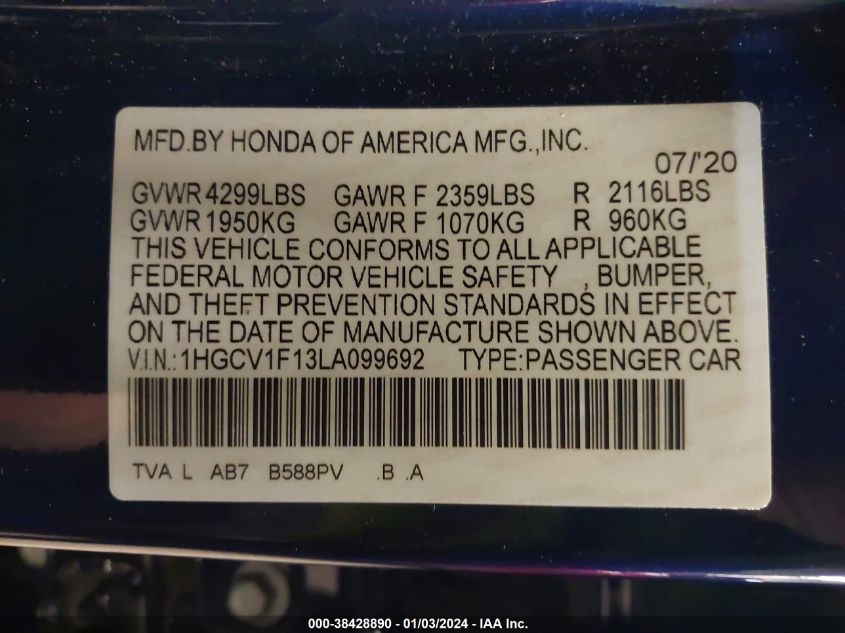 MFD.BY HONDA OF AMERICA MFG.,INC.
07/'20
GVWR 4299LBS GAWR F 2359LBS R 2116LBS
GVWR 1950KG GAWR F 1070KG R 960KG
THIS VEHICLE CONFORMS TO ALL APPLICABLE
FEDERAL MOTOR VEHICLE SAFETY , BUMPER,
AND THEFT PREVENTION STANDARDS IN EFFECT
ON THE DATE OF MANUFACTURE SHOWN ABOVE.
V.I.N.:1HGCV1F13LA099692 TYPE:PASSENGER CAR
TVA L AB7 B588PV .B .A
000-38428890 - 01/03/2024 - IAA Inc.